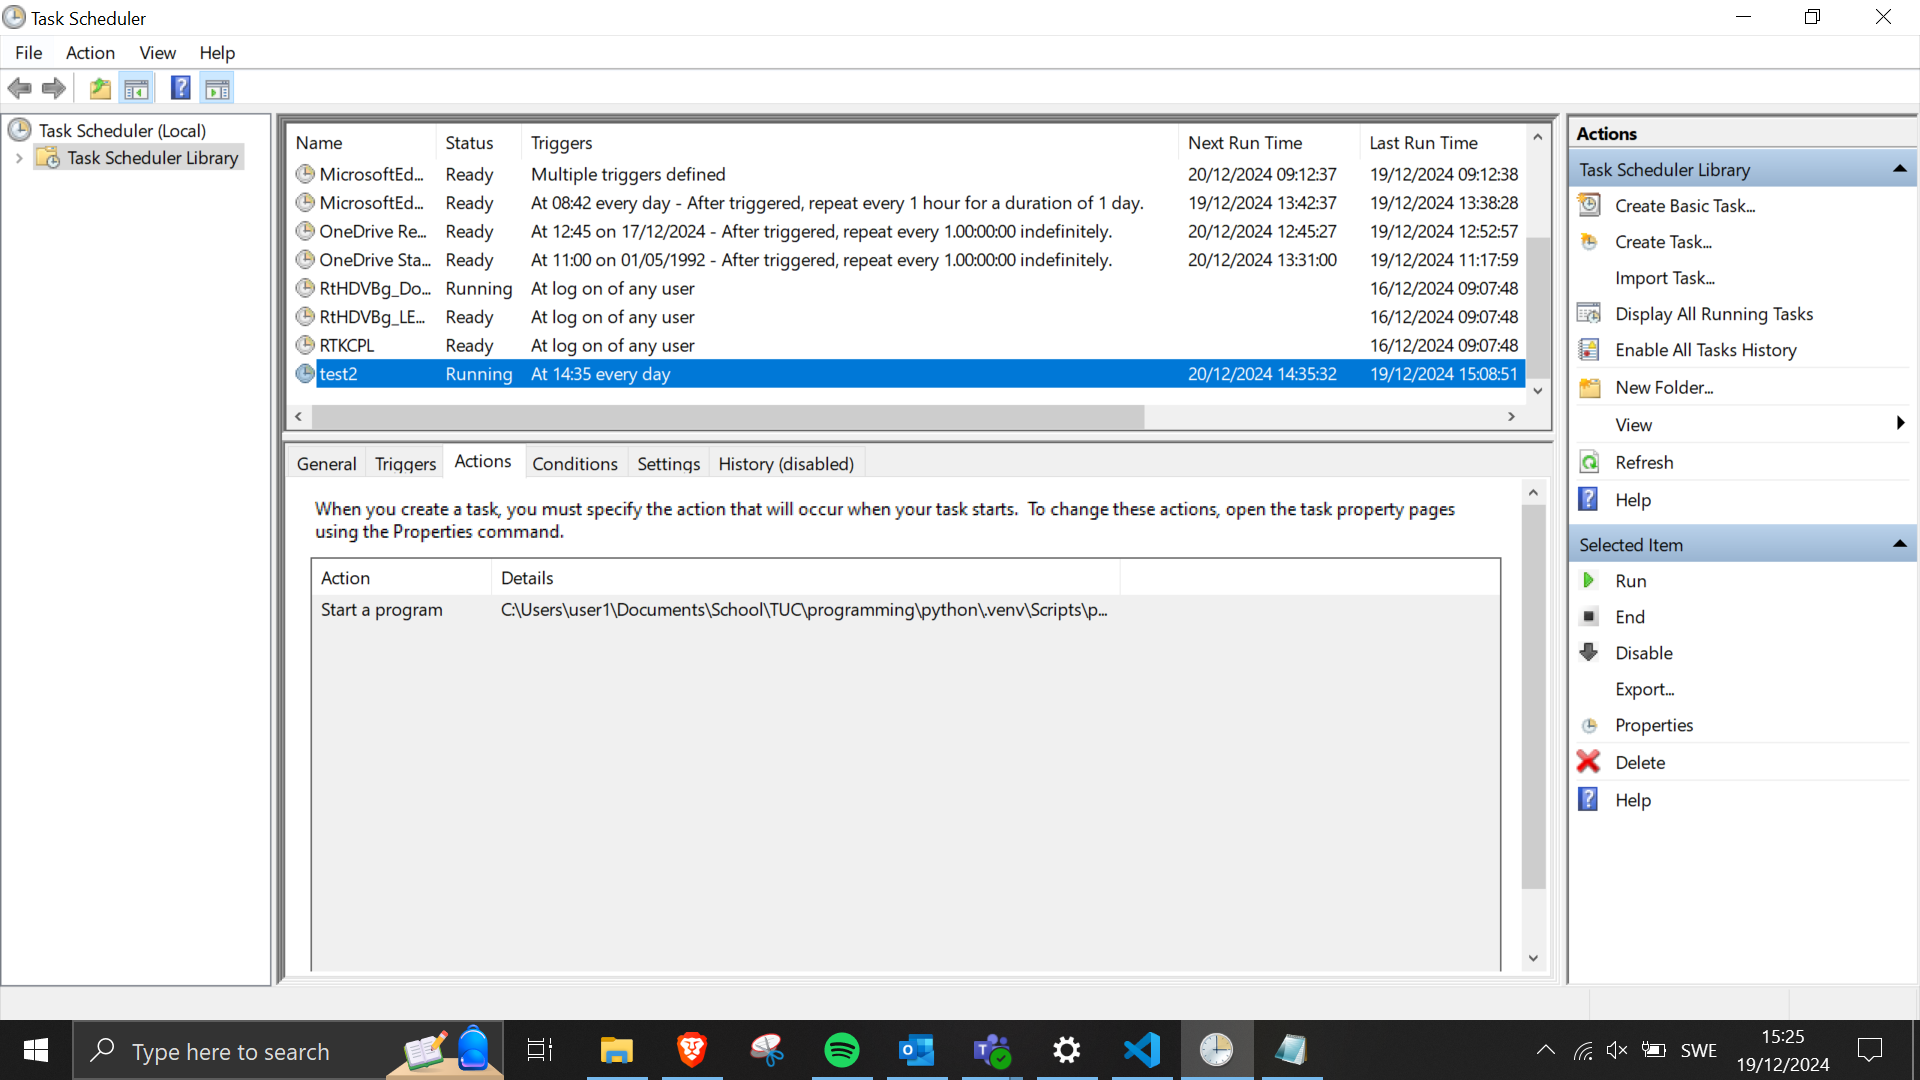 Task Scheduler
File Action View Help
Task Scheduler (Local)
Task Scheduler Library
Name Status Triggers Next Run Time Last Run Time
MicrosoftEd... Ready Multiple triggers defined 20/12/2024 09:12:37 19/12/2024 09:12:38
MicrosoftEd... Ready At 08:42 every day - After triggered, repeat every 1 hour for a duration of 1 day. 19/12/2024 13:42:37 19/12/2024 13:38:28
OneDrive Re... Ready At 12:45 on 17/12/2024 - After triggered, repeat every 1.00:00:00 indefinitely. 20/12/2024 12:45:27 19/12/2024 12:52:57
OneDrive Sta... Ready At 11:00 on 01/05/1992 - After triggered, repeat every 1.00:00:00 indefinitely. 20/12/2024 13:31:00 19/12/2024 11:17:59
RtHDVBg_Do... Running At log on of any user 16/12/2024 09:07:48
RtHDVBg_LE... Ready At log on of any user 16/12/2024 09:07:48
RTKCPL Ready At log on of any user 16/12/2024 09:07:48
test2 Running At 14:35 every day 20/12/2024 14:35:32 19/12/2024 15:08:51
General Triggers Actions Conditions Settings History (disabled)
When you create a task, you must specify the action that will occur when your task starts. To change these actions, open the task property pages
using the Properties command.
Action Details
Start a program C:\Users\user1\Documents\School\TUC\programming\python\.venv\Scripts\p...
Actions
Task Scheduler Library
Create Basic Task...
Create Task...
Import Task...
Display All Running Tasks
Enable All Tasks History
New Folder...
View
Refresh
Help
Selected Item
Run
End
Disable
Export...
Properties
Delete
Help
Type here to search
SWE
15:25
19/12/2024